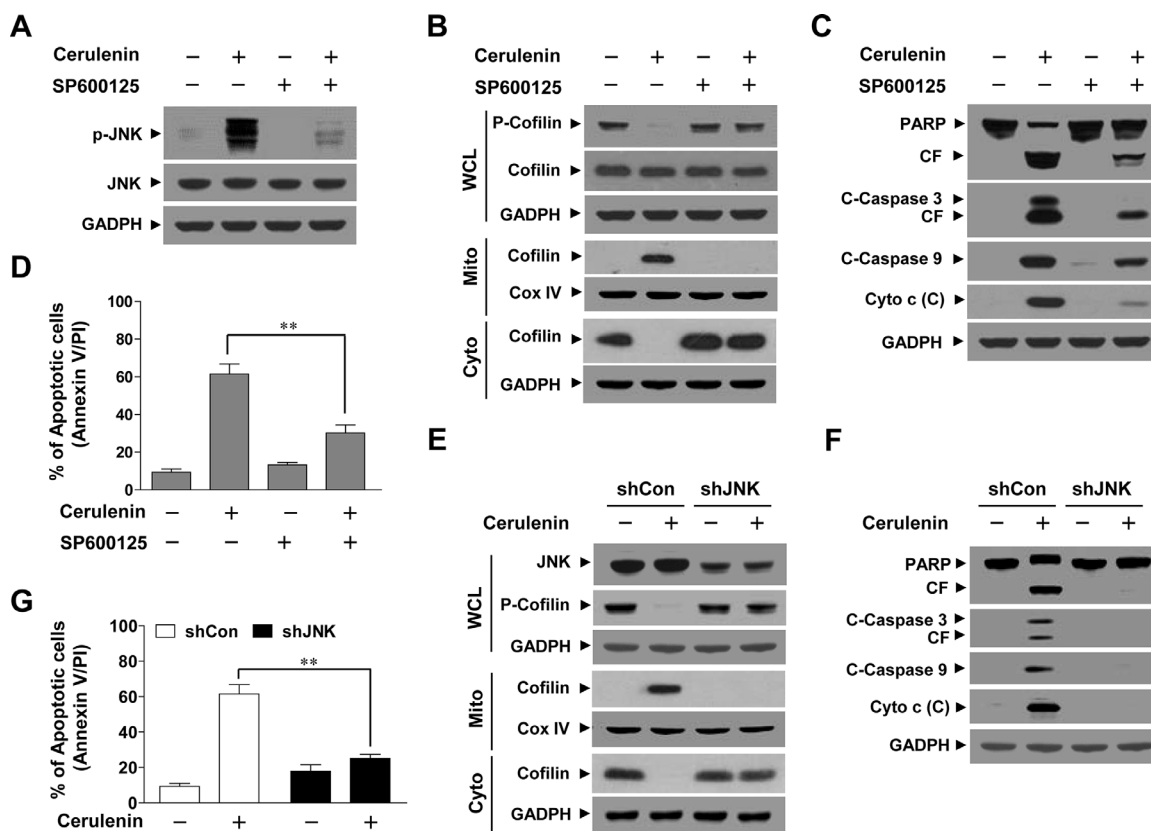 A
Cerulenin − + − +
SP600125 − − + +
p-JNK
JNK
GADPH
B
Cerulenin − + − +
SP600125 − − + +
WCL
P-Cofilin
Cofilin
GADPH
Mito
Cofilin
Cox IV
Cyto
Cofilin
GADPH
C
Cerulenin − + − +
SP600125 − − + +
PARP
CF
C-Caspase 3
CF
C-Caspase 9
Cyto c (C)
GADPH
D
% of Apoptotic cells
(Annexin V/PI)
100
80
60
40
20
0
**
Cerulenin − + − +
SP600125 − − + +
E
shCon shJNK
Cerulenin − + − +
WCL
JNK
P-Cofilin
GADPH
Mito
Cofilin
Cox IV
Cyto
Cofilin
GADPH
F
shCon shJNK
Cerulenin − + − +
PARP
CF
C-Caspase 3
CF
C-Caspase 9
Cyto c (C)
GADPH
G
% of Apoptotic cells
(Annexin V/PI)
100
80
60
40
20
0
shCon shJNK
**
Cerulenin − + − +